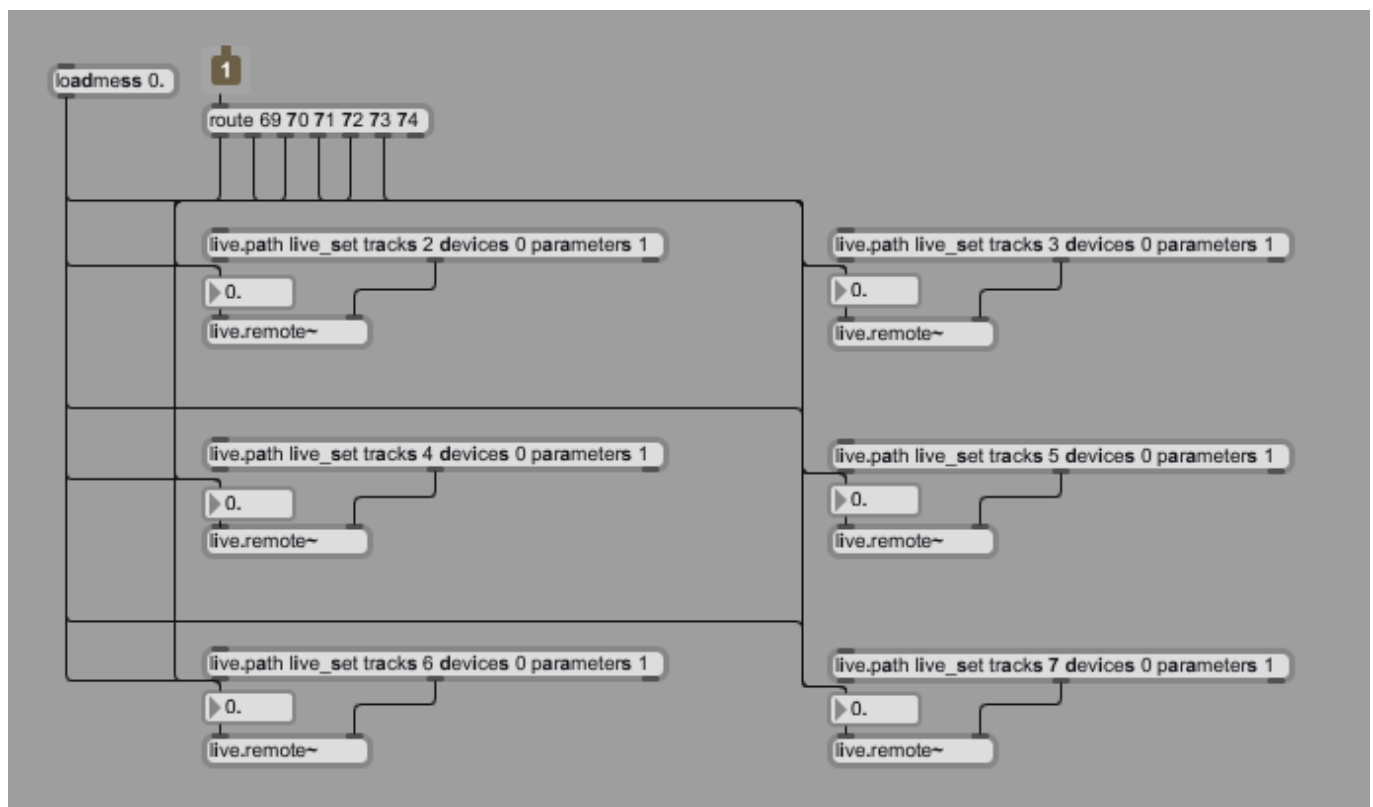 loadmess 0.
1
route 69 70 71 72 73 74
live.path live_set tracks 2 devices 0 parameters 1
0.
live.remote~
live.path live_set tracks 3 devices 0 parameters 1
0.
live.remote~
live.path live_set tracks 4 devices 0 parameters 1
0.
live.remote~
live.path live_set tracks 5 devices 0 parameters 1
0.
live.remote~
live.path live_set tracks 6 devices 0 parameters 1
0.
live.remote~
live.path live_set tracks 7 devices 0 parameters 1
0.
live.remote~